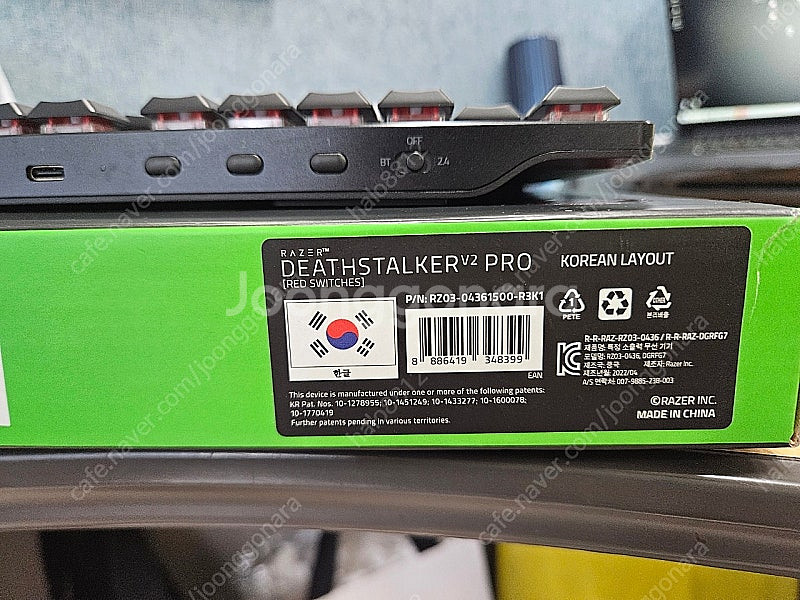 OFF
BT 2.4
RAZER™
DEATHSTALKER V2 PRO
[RED SWITCHES]
KOREAN LAYOUT
P/N: RZ03-04361500-R3K1
한글
8 886419 348399
EAN
PETE
분리배출
R-R-RAZ-RZ03-0436 / R-R-RAZ-DGRFG7
제품명: 특정 소출력 무선 기기
모델명: RZ03-0436, DGRFG7
제조국: 중국 제조자: Razer Inc.
제조년월: 2022/04
A/S 연락처: 007-9885-238-003
This device is manufactured under one or more of the following patents:
KR Pat. Nos. 10-1278955; 10-1451249; 10-1433277; 10-1600078;
10-1770419
Further patents pending in various territories.
©RAZER INC.
MADE IN CHINA
Joonggonara
cafe.naver.com/joonggonara